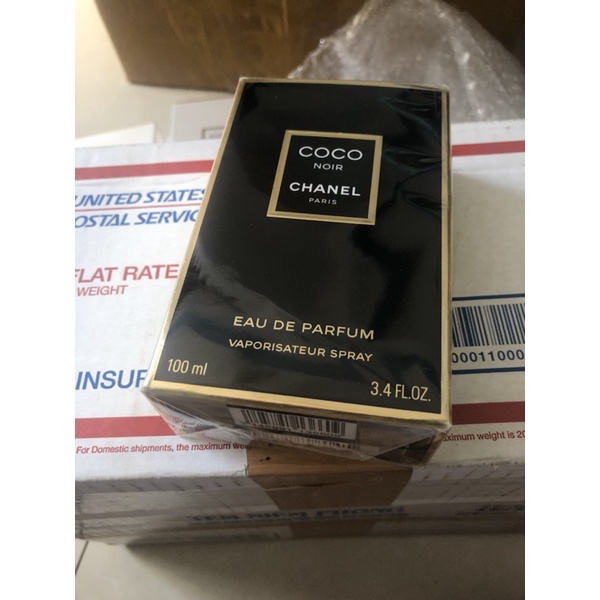 COCO
NOIR
CHANEL
PARIS
EAU DE PARFUM
VAPORISATEUR SPRAY
100 ml
3.4 FL.OZ.
UNITED STATES
OSTAL SERVIC
FLAT RATE
WEIGHT
INSUR
00011000
For Domestic shipments, the maximum wei
aximum weight is 20